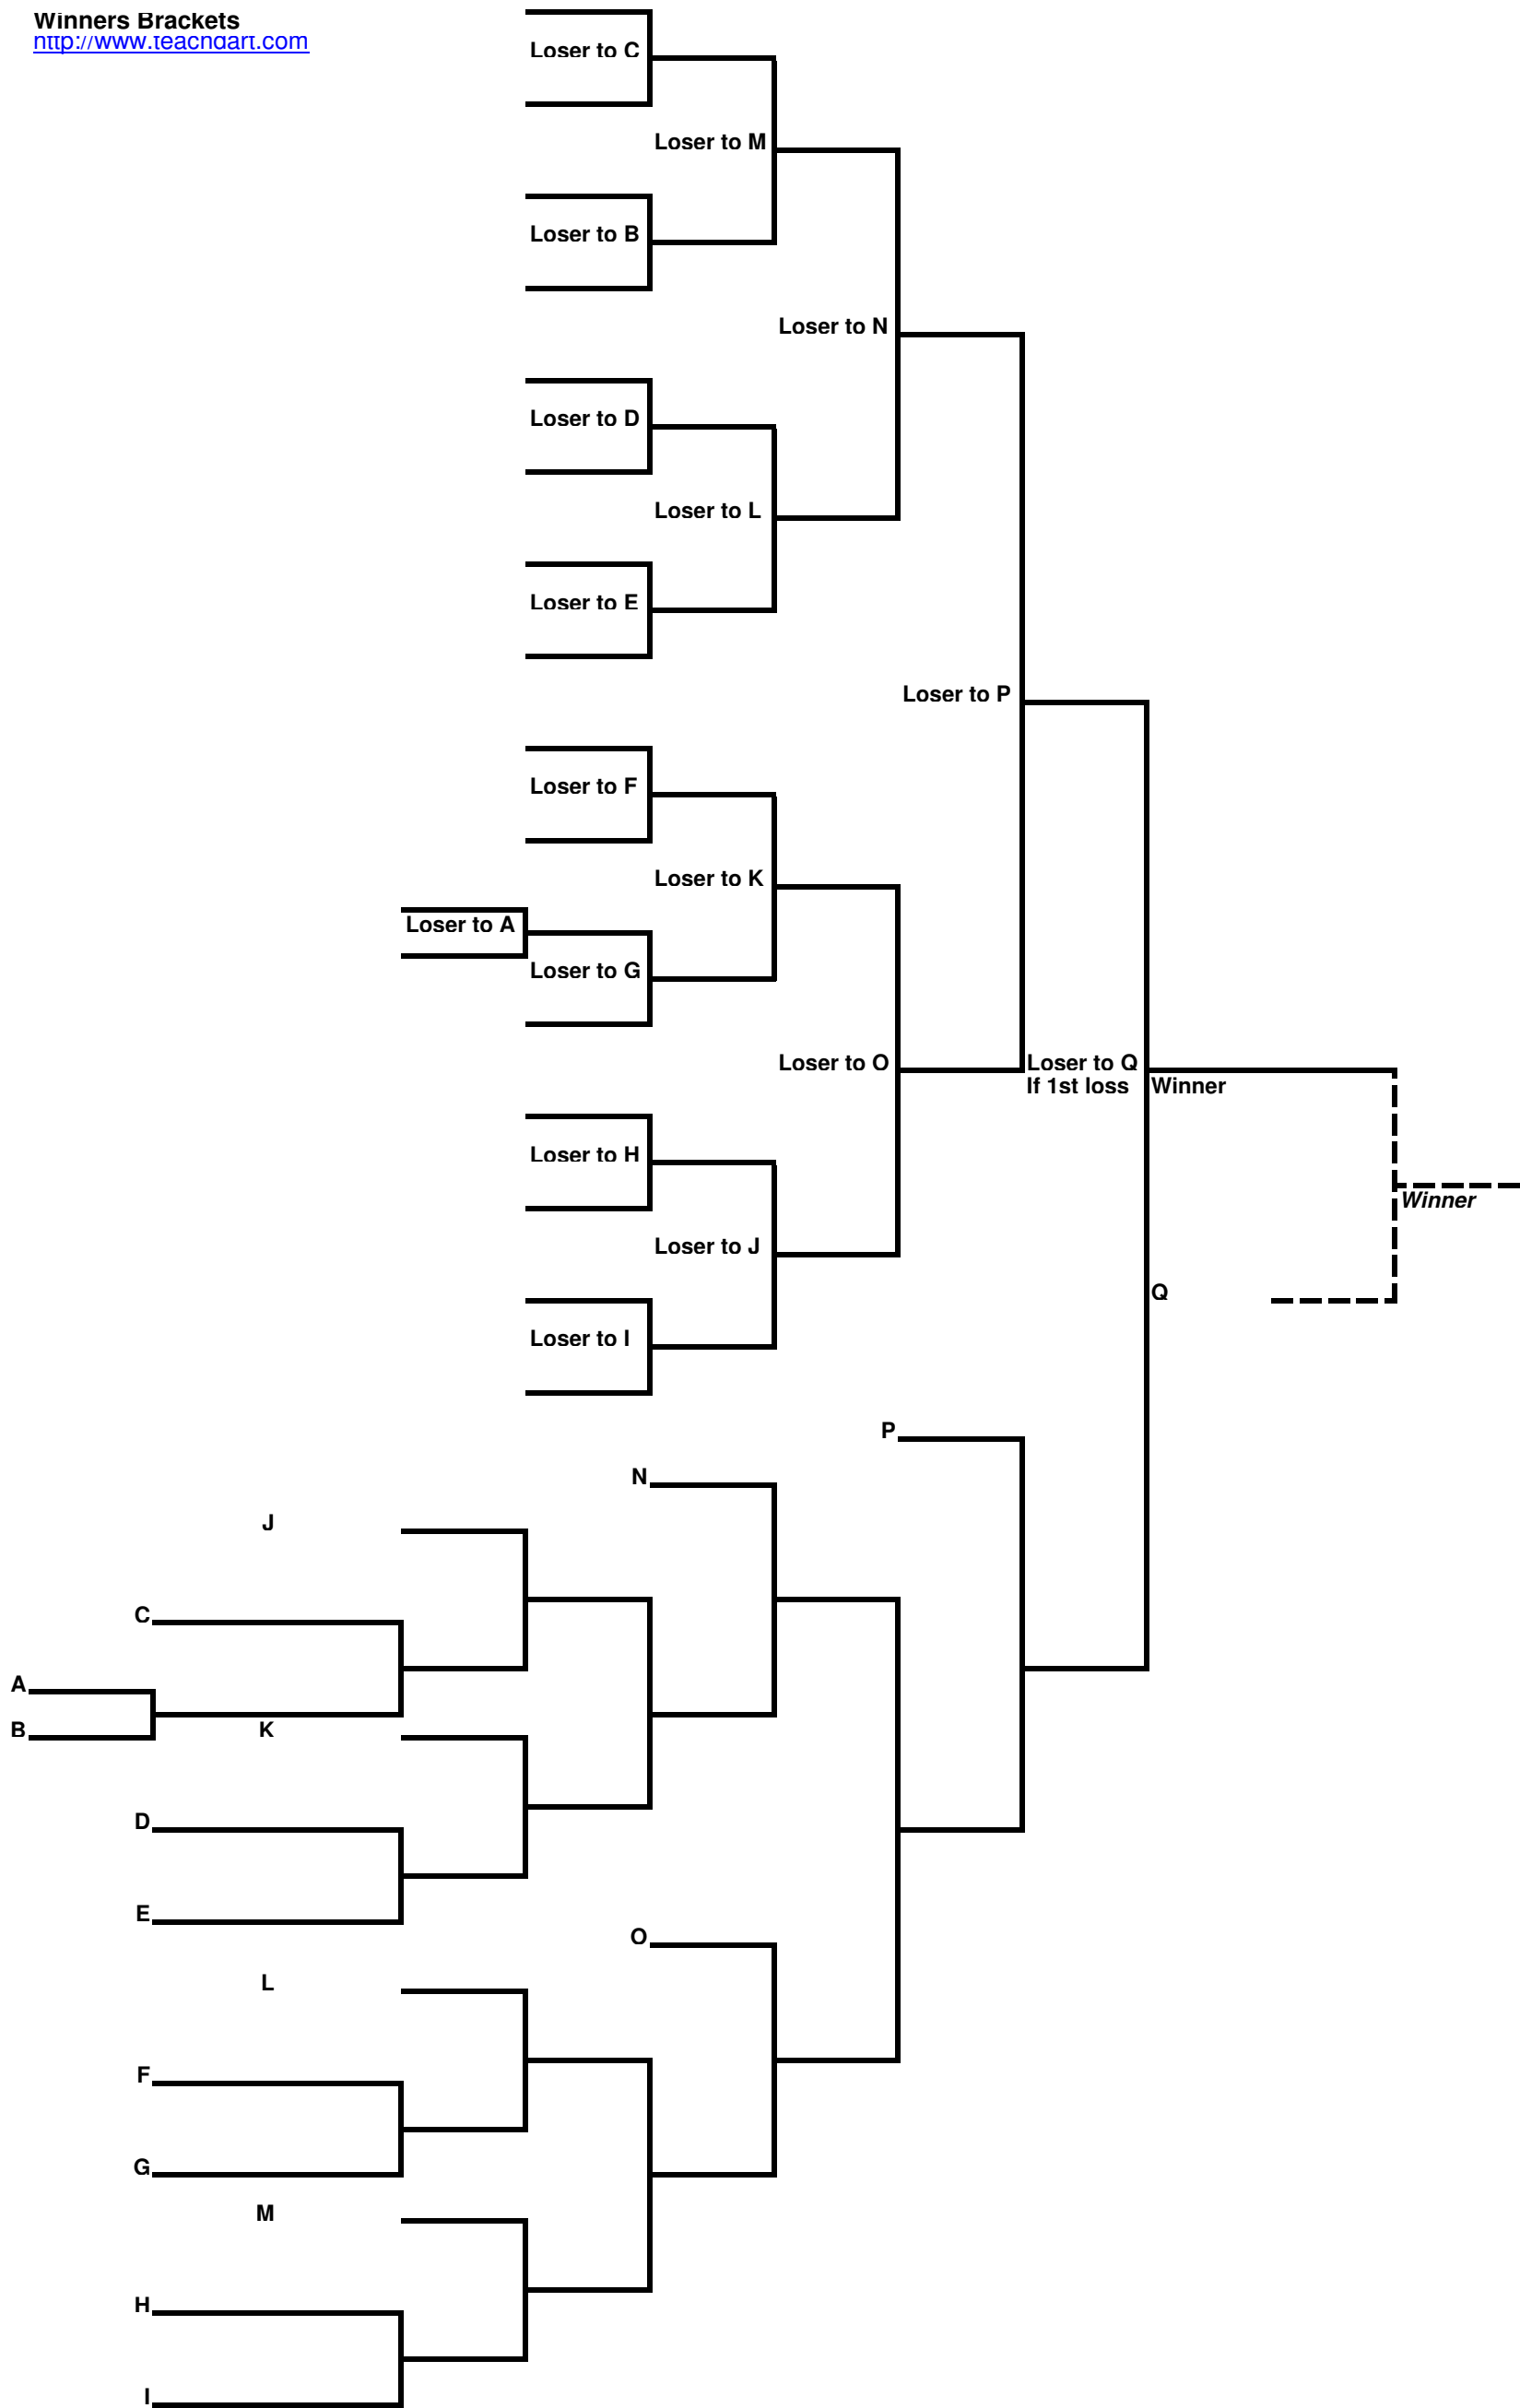 Winners Brackets
http://www.teachdart.com
Loser to C
Loser to M
Loser to B
Loser to N
Loser to D
Loser to L
Loser to E
Loser to P
Loser to F
Loser to K
Loser to A
Loser to G
Loser to O
Loser to Q
If 1st loss
Winner
Loser to H
Winner
Loser to J
Q
Loser to I
P
N
J
C
A
B
K
D
E
O
L
F
G
M
H
I